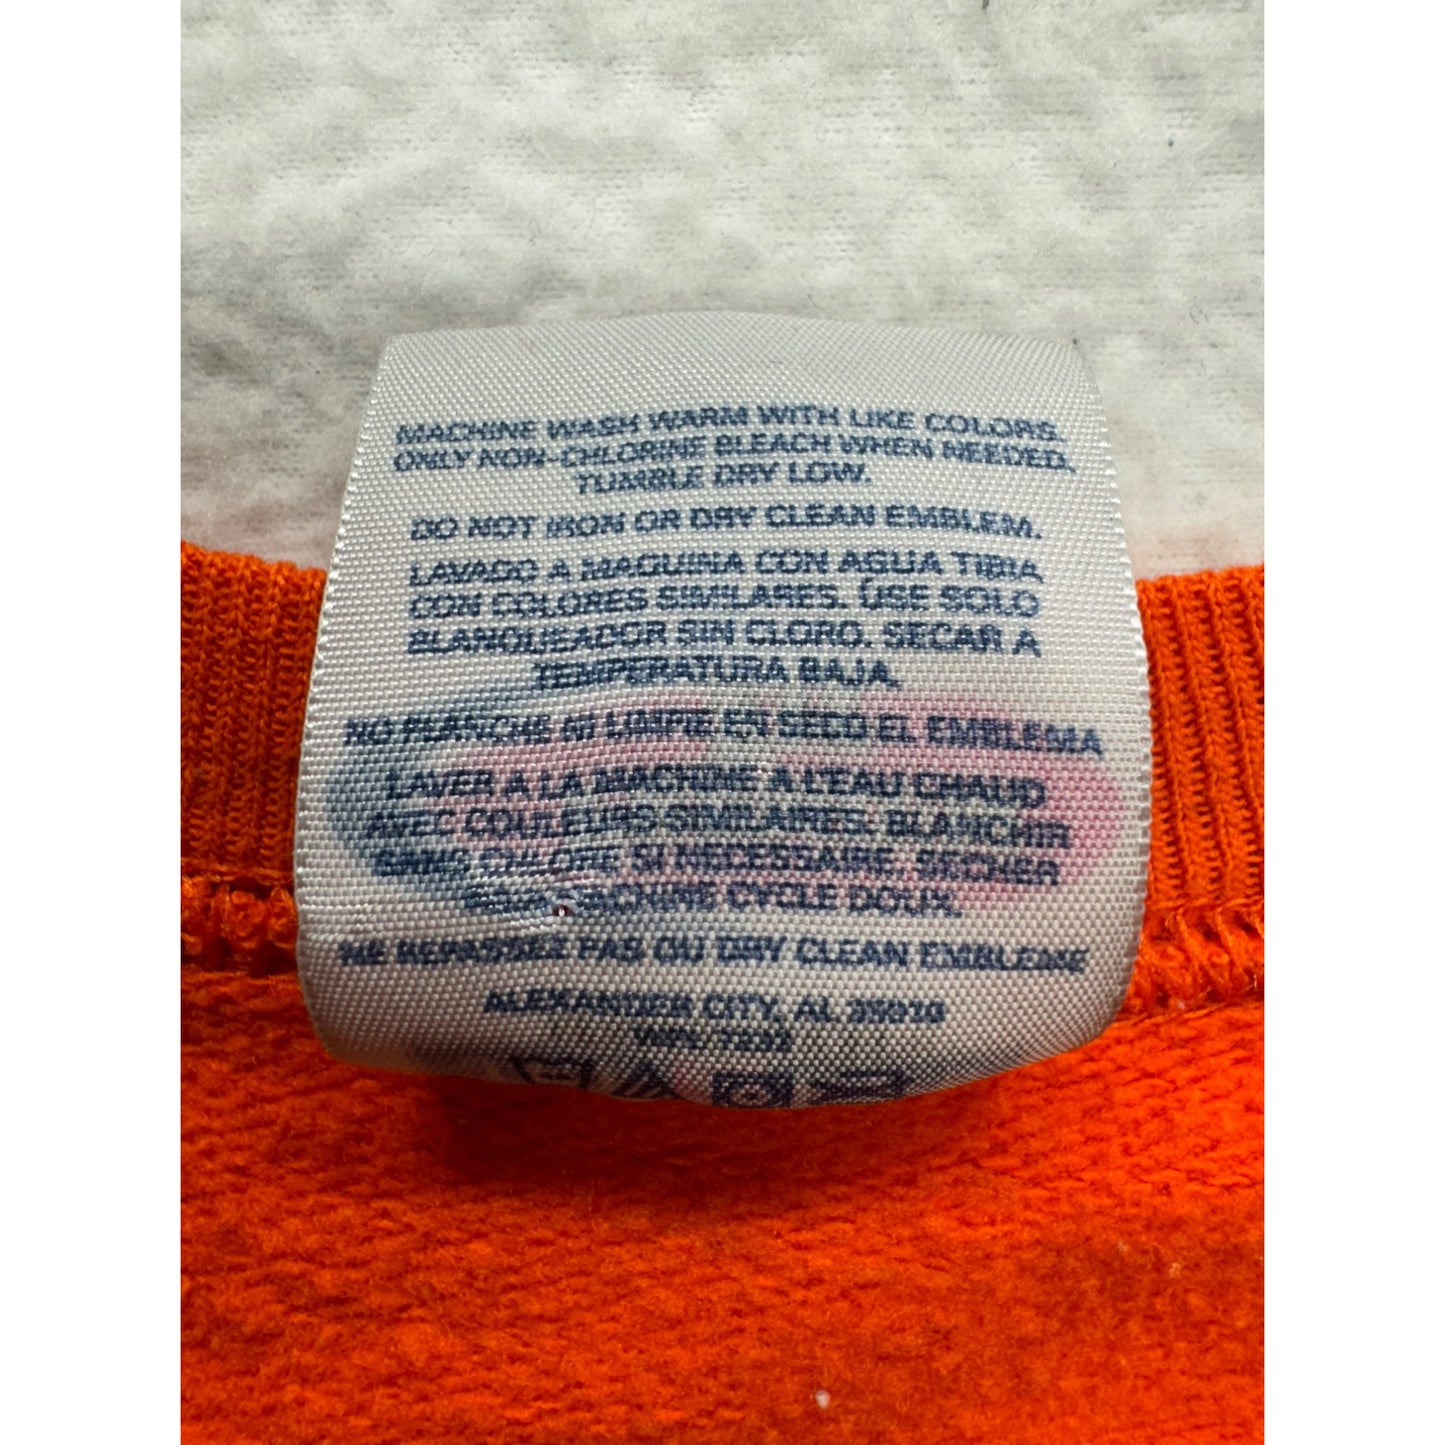 MACHINE WASH WARM WITH LIKE COLORS.
ONLY NON-CHLORINE BLEACH WHEN NEEDED.
TUMBLE DRY LOW.
DO NOT IRON OR DRY CLEAN EMBLEM.
LAVADO A MAQUINA CON AGUA TIBIA
CON COLORES SIMILARES. USE SOLO
BLANQUEADOR SIN CLORO. SECAR A
TEMPERATURA BAJA.
NO PLANCHE NI LIMPIE EN SECO EL EMBLEMA
LAVER A LA MACHINE A L'EAU CHAUD
AVEC COULEURS SIMILAIRES. BLANCHIR
SANS CHLORE SI NECESSAIRE. SECHER
MACHINE CYCLE DOUX.
NE REPASSEZ PAS OU DRY CLEAN EMBLEME
ALEXANDER CITY, AL 35010